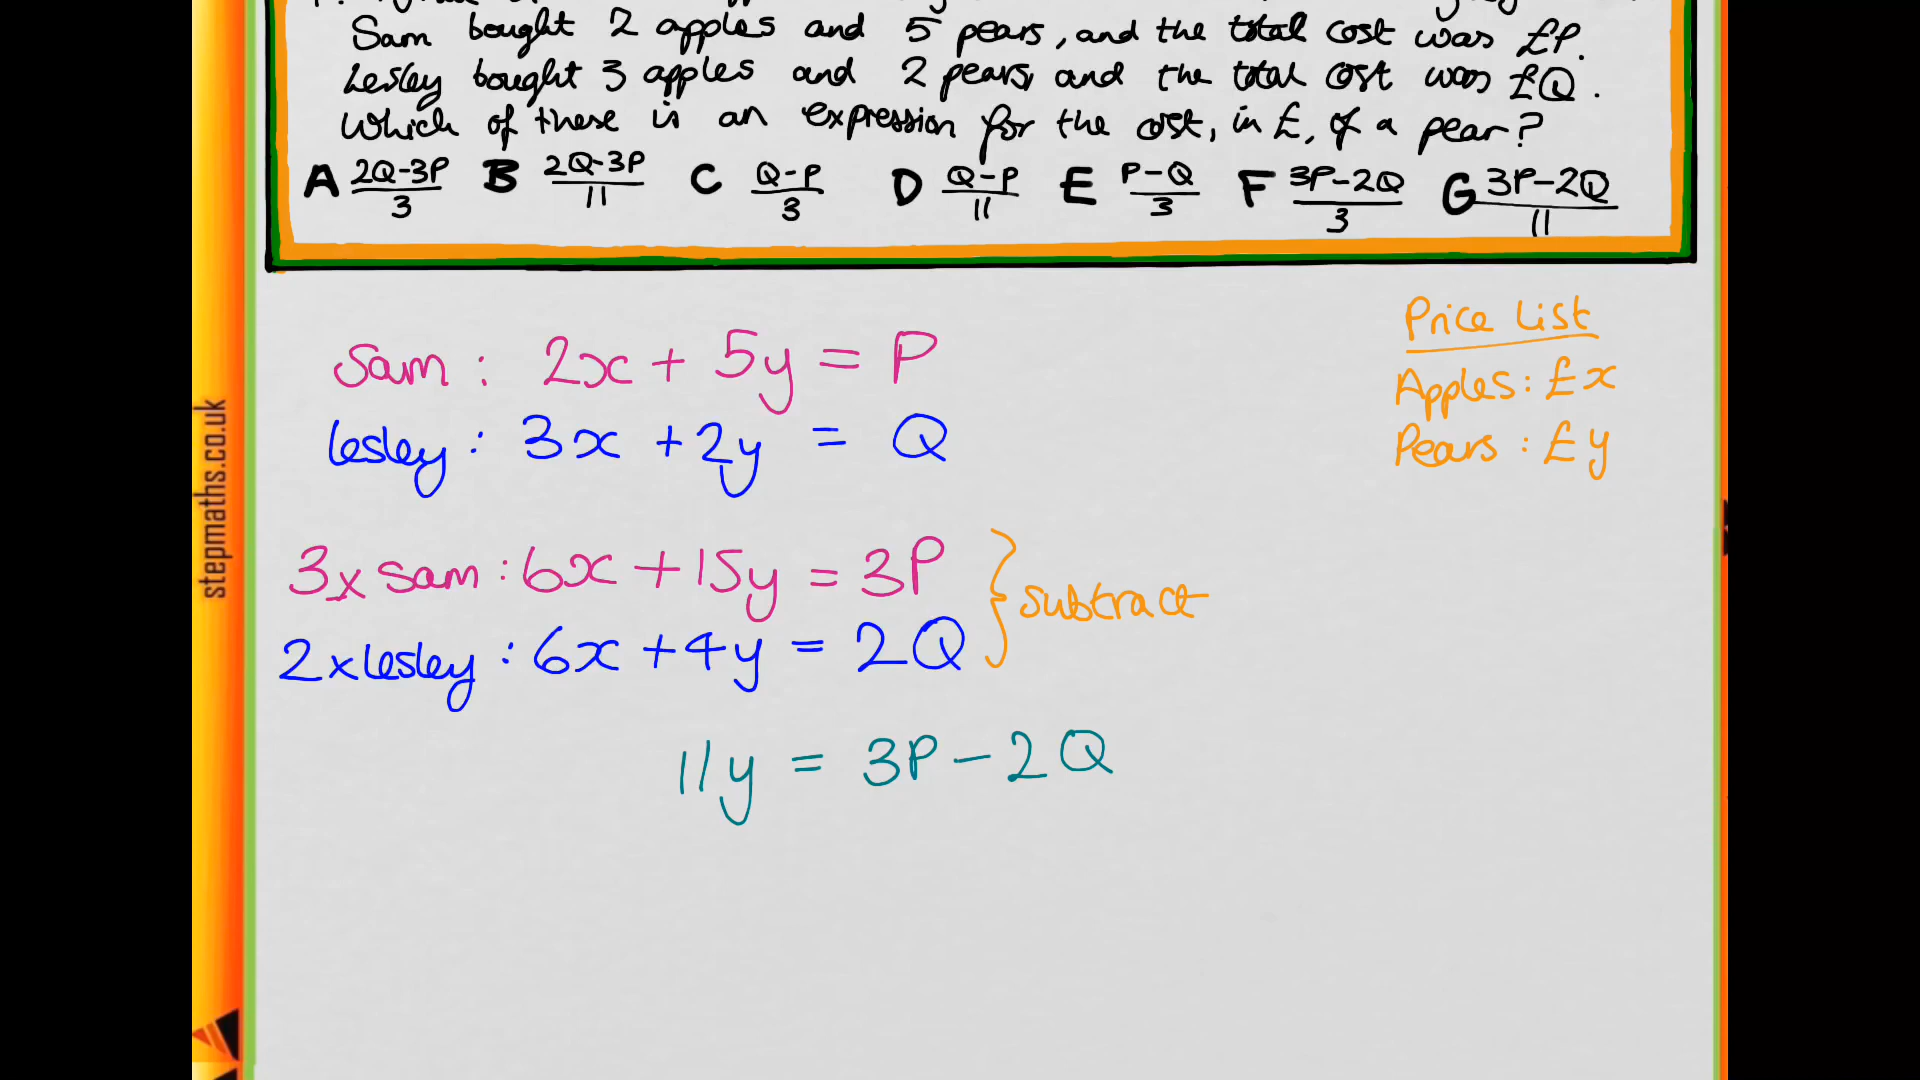 Sam bought 2 apples and 5 pears, and the total cost was £P.
Lesley bought 3 apples and 2 pears, and the total cost was £Q.
Which of these is an expression for the cost, in £, of a pear?
A 2Q-3P/3 B 2Q-3P/11 C Q-P/3 D Q-P/11 E P-Q/3 F 3P-2Q/3 G 3P-2Q/11
Price List
Apples: £x
Pears: £y
Sam: 2x + 5y = P
Lesley: 3x + 2y = Q
3 x Sam: 6x + 15y = 3P
2 x Lesley: 6x + 4y = 2Q
subtract
11y = 3P - 2Q
stepmaths.co.uk